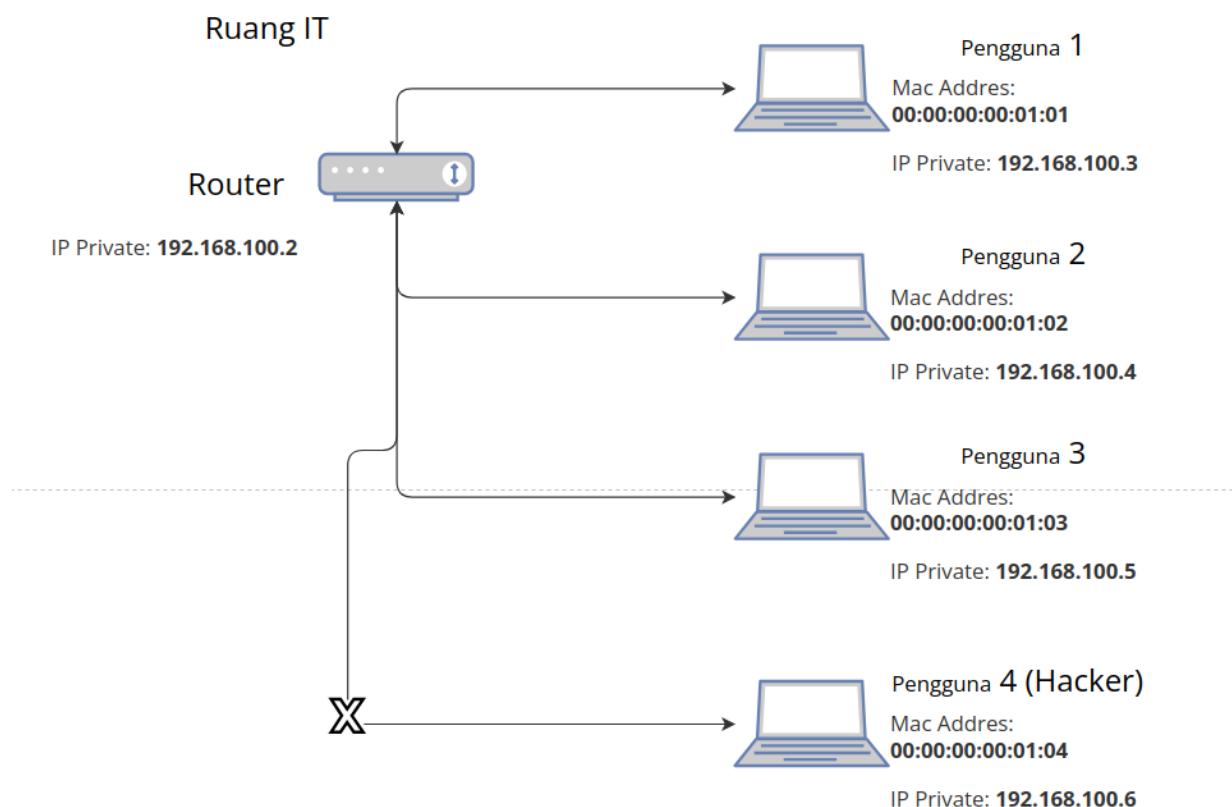 Ruang IT
Router
IP Private: 192.168.100.2
Pengguna 1
Mac Addres:
00:00:00:00:01:01
IP Private: 192.168.100.3
Pengguna 2
Mac Addres:
00:00:00:00:01:02
IP Private: 192.168.100.4
Pengguna 3
Mac Addres:
00:00:00:00:01:03
IP Private: 192.168.100.5
X
Pengguna 4 (Hacker)
Mac Addres:
00:00:00:00:01:04
IP Private: 192.168.100.6